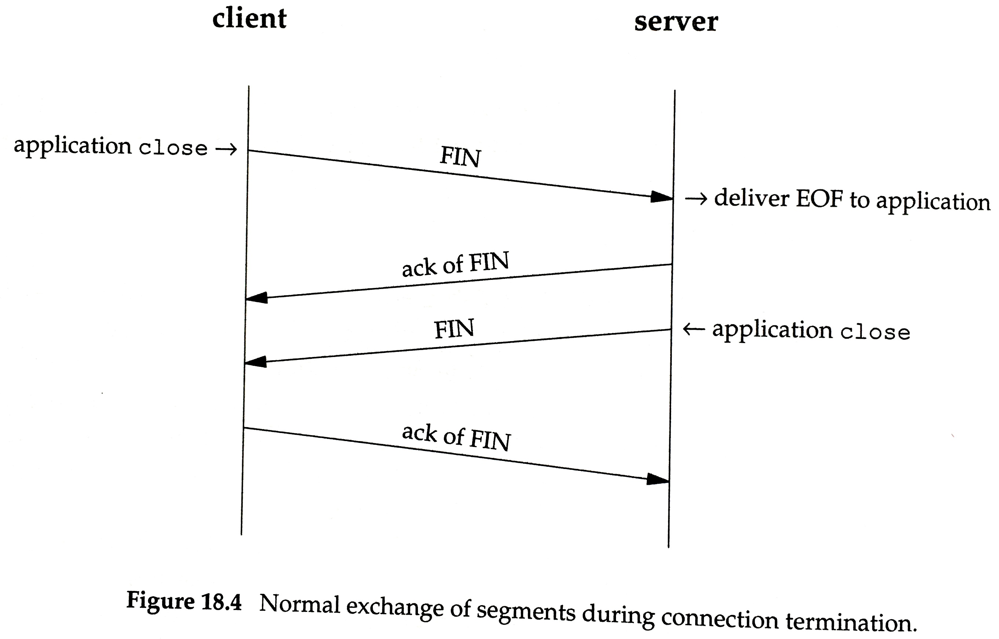 client
server
application close →
FIN
→ deliver EOF to application
ack of FIN
FIN
← application close
ack of FIN
Figure 18.4 Normal exchange of segments during connection termination.